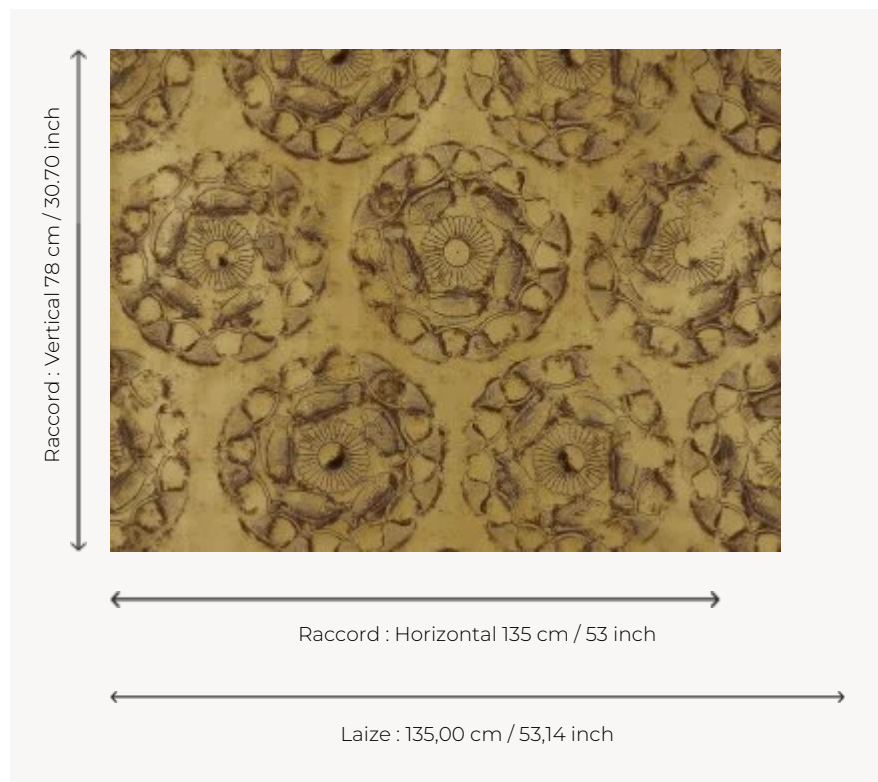 Raccord : Vertical 78 cm / 30.70 inch
Raccord : Horizontal 135 cm / 53 inch
Laize : 135,00 cm / 53,14 inch